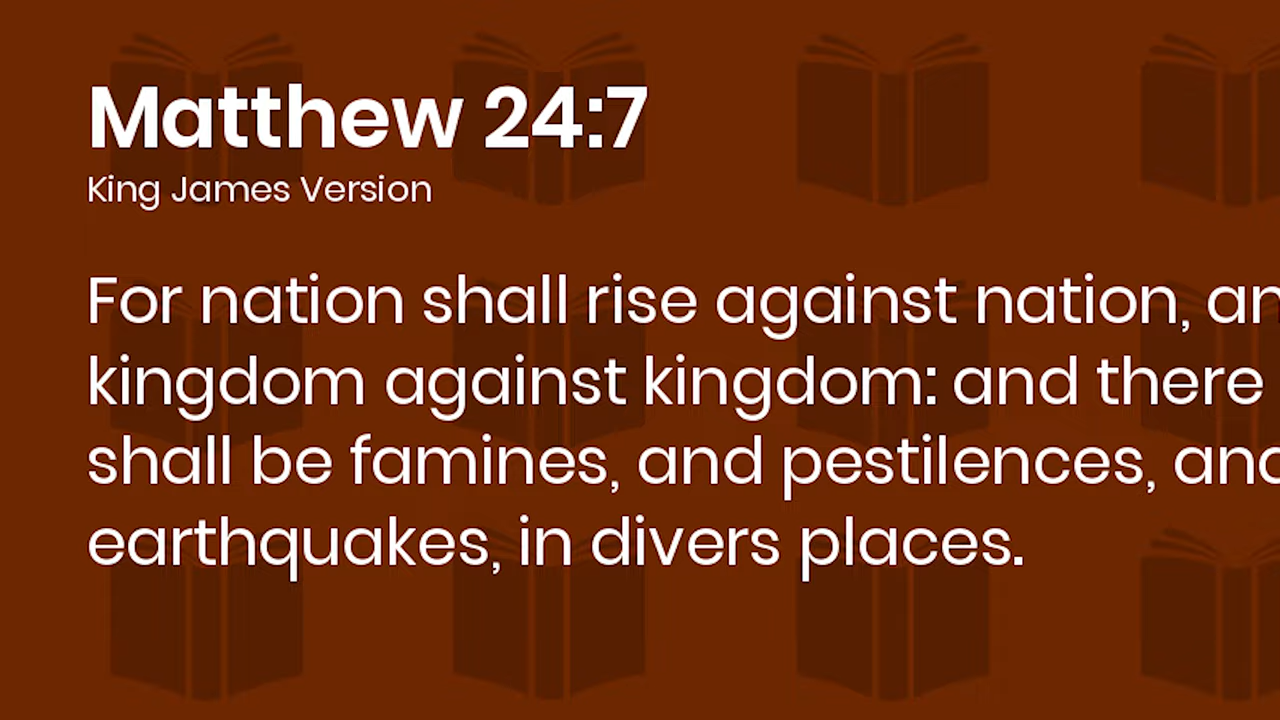 Matthew 24:7
King James Version
For nation shall rise against nation, an
kingdom against kingdom: and there
shall be famines, and pestilences, and
earthquakes, in divers places.